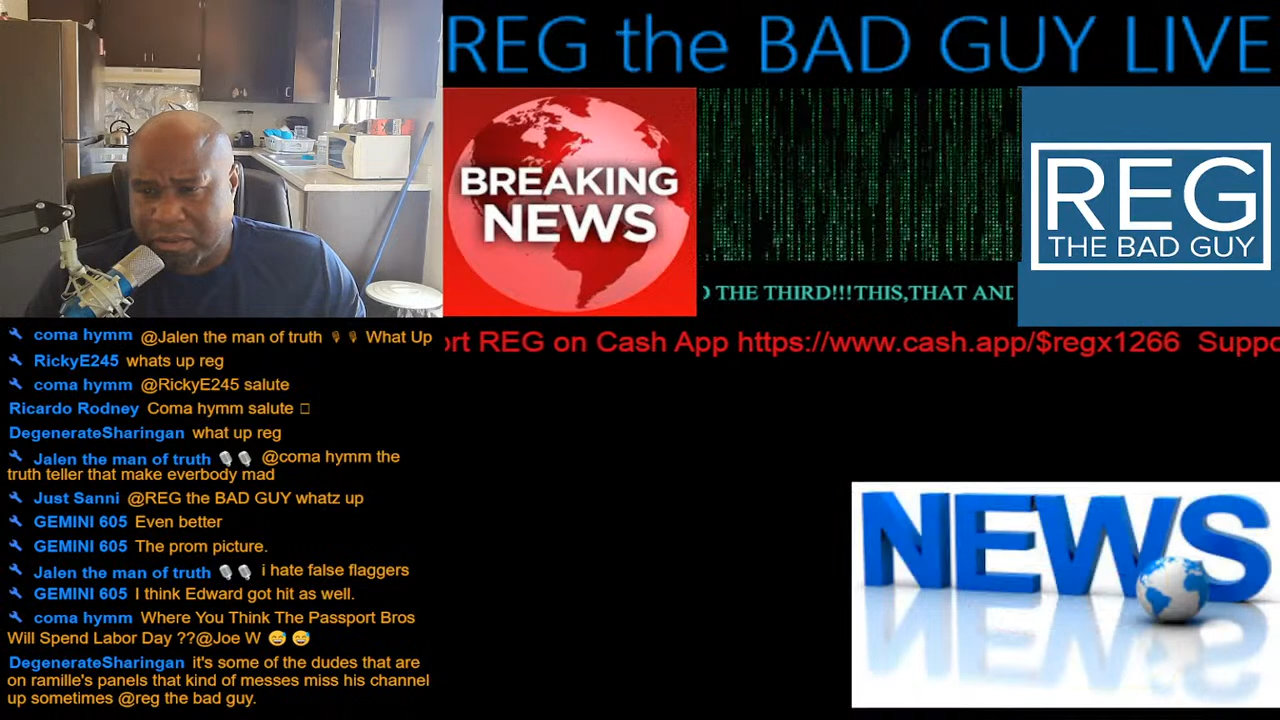 REG the BAD GUY LIVE
BREAKING
NEWS
REG
THE BAD GUY
THE THIRD!!!THIS,THAT AND
ort REG on Cash App https://www.cash.app/$regx1266 Suppo
NEWS
coma hymm @Jalen the man of truth 🎙️🎙️ What Up
RickyE245 whats up reg
coma hymm @RickyE245 salute
Ricardo Rodney Coma hymm salute
DegenerateSharingan what up reg
Jalen the man of truth 🎙️🎙️ @coma hymm the
truth teller that make everbody mad
Just Sanni @REG the BAD GUY whatz up
GEMINI 605 Even better
GEMINI 605 The prom picture.
Jalen the man of truth 🎙️🎙️ i hate false flaggers
GEMINI 605 I think Edward got hit as well.
coma hymm Where You Think The Passport Bros
Will Spend Labor Day ??@Joe W 😅 😅
DegenerateSharingan it's some of the dudes that are
on ramille's panels that kind of messes miss his channel
up sometimes @reg the bad guy.